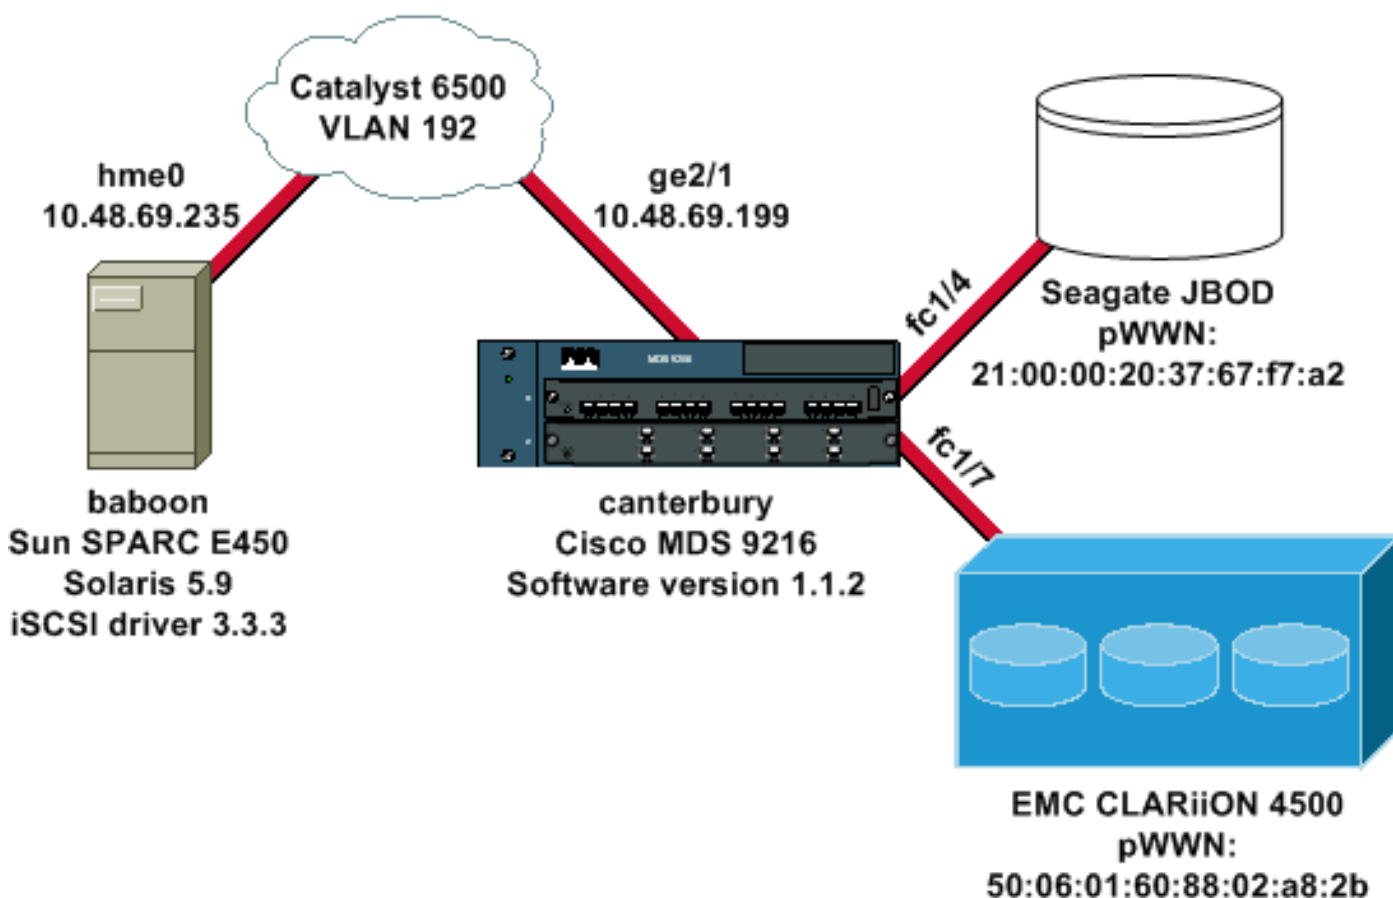 Catalyst 6500
VLAN 192
hme0
10.48.69.235
ge2/1
10.48.69.199
fc1/4
Seagate JBOD
pWWN:
21:00:00:20:37:67:f7:a2
MDS 9216
fc1/7
baboon
Sun SPARC E450
Solaris 5.9
iSCSI driver 3.3.3
canterbury
Cisco MDS 9216
Software version 1.1.2
EMC CLARiiON 4500
pWWN:
50:06:01:60:88:02:a8:2b